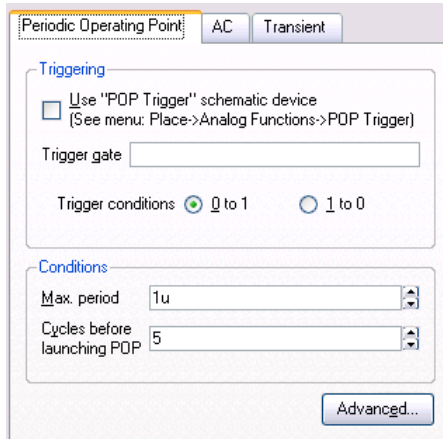 Periodic Operating Point AC Transient
Triggering
Use "POP Trigger" schematic device
(See menu: Place->Analog Functions->POP Trigger)
Trigger gate
Trigger conditions 0 to 1 1 to 0
Conditions
Max. period 1u
Cycles before
launching POP 5
Advanced...